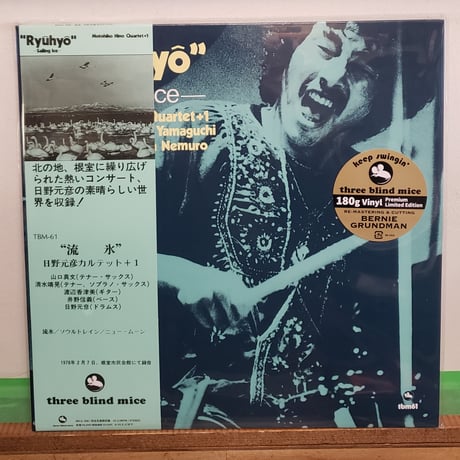 "Ryūhyō" Motohiko Hino Quartet+1
Sailing Ice
北の地、根室に繰り広げ
られた熱いコンサート、
日野元彦の素晴らしい世
界を収録!
TBM-61
"流 氷"
日野元彦カルテット+1
山口真文(テナー・サックス)
清水靖晃(テナー、ソプラノ・サックス)
渡辺香津美(ギター)
井野信義(ベース)
日野元彦(ドラムス)
流氷/ソウルトレイン/ニュー・ムーン
1976年2月7日、根室市民会館にて録音
three blind mice
yô"
ce—
uartet+1
Yamaguchi
Nemuro
keep swingin'
three blind mice
180g Vinyl Premium
Limited Edition
RE-MASTERING & CUTTING
BERNIE
GRUNDMAN
tbm61